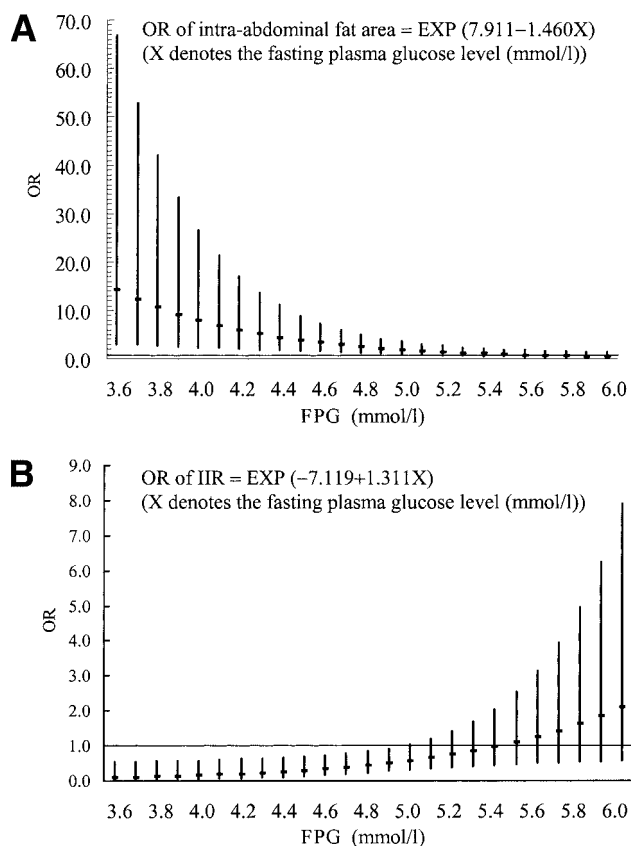 A
OR of intra-abdominal fat area = EXP (7.911−1.460X)
(X denotes the fasting plasma glucose level (mmol/l))
70.0
60.0
50.0
40.0
30.0
20.0
10.0
0.0
OR
3.6 3.8 4.0 4.2 4.4 4.6 4.8 5.0 5.2 5.4 5.6 5.8 6.0
FPG (mmol/l)
B
OR of IIR = EXP (−7.119+1.311X)
(X denotes the fasting plasma glucose level (mmol/l))
9.0
8.0
7.0
6.0
5.0
4.0
3.0
2.0
1.0
0.0
OR
3.6 3.8 4.0 4.2 4.4 4.6 4.8 5.0 5.2 5.4 5.6 5.8 6.0
FPG (mmol/l)